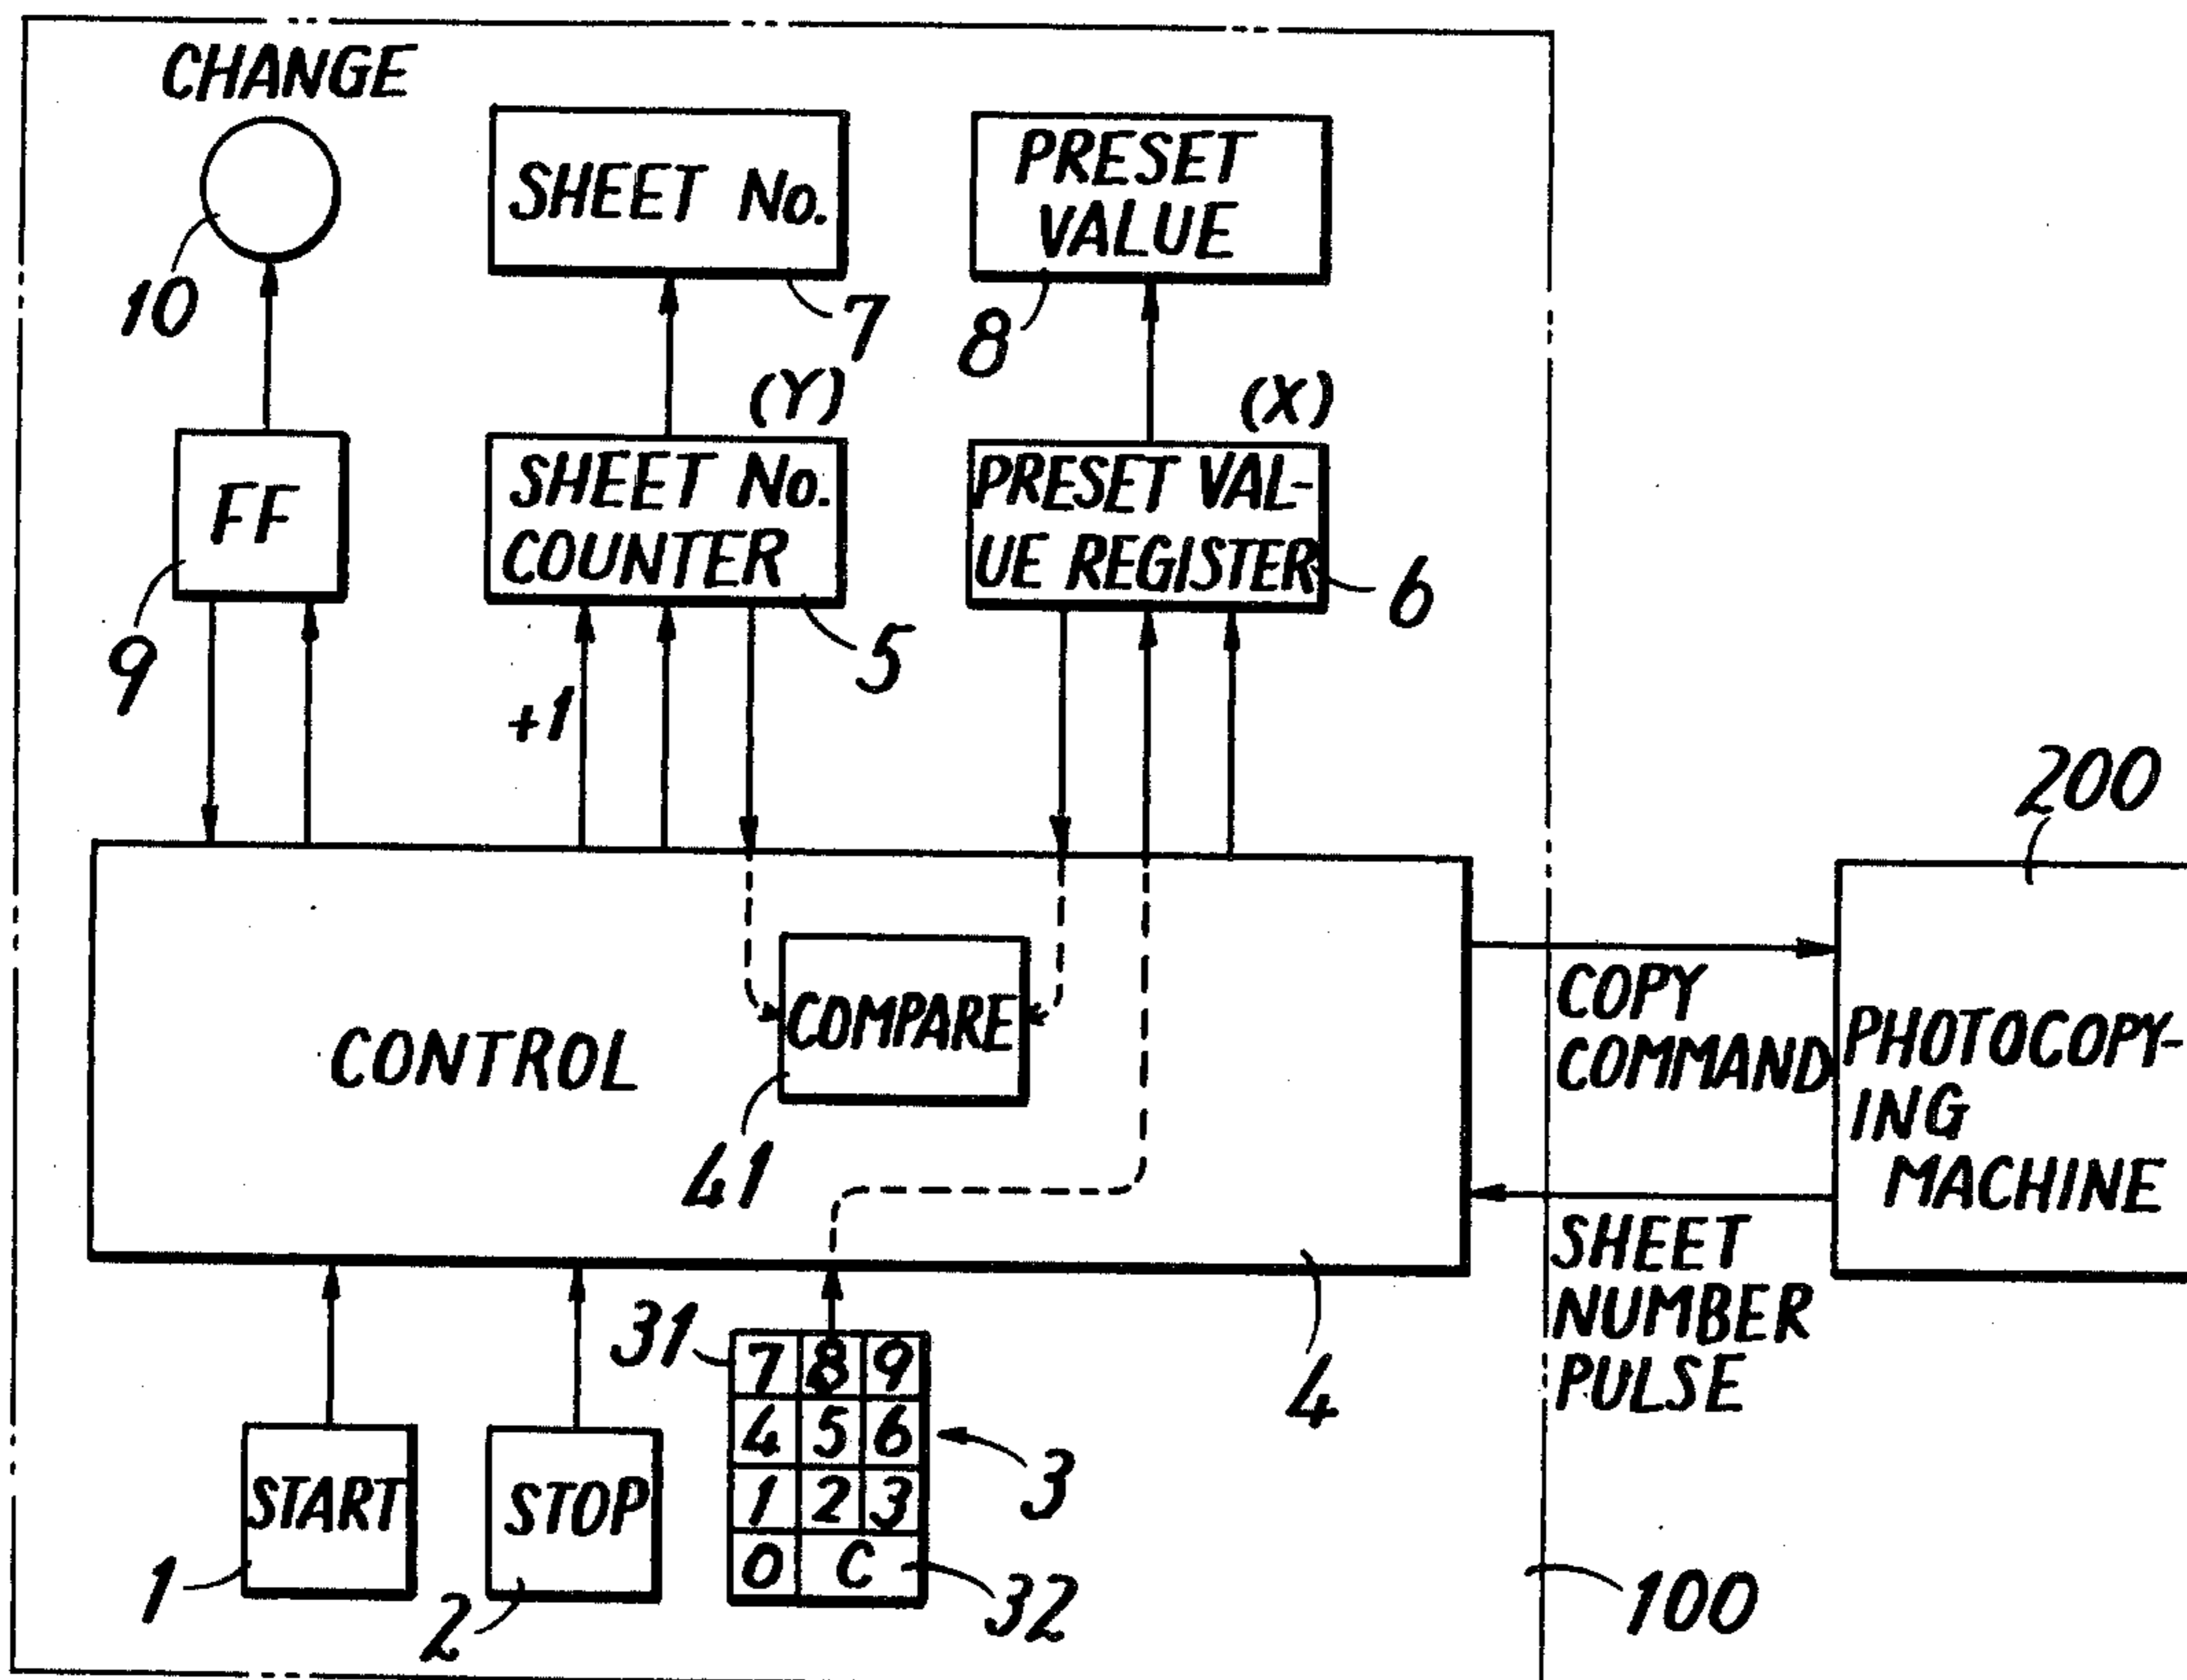 CHANGE
10
SHEET No.
7
PRESET
VALUE
8
(Y)
(X)
FF
9
SHEET No.
COUNTER
5
PRESET VAL-
UE REGISTER
6
+1
200
CONTROL
COMPARE
41
4
COPY
COMMAND
PHOTOCOPY-
ING
MACHINE
SHEET
NUMBER
PULSE
START
1
STOP
2
31
7 8 9
4 5 6
1 2 3
0 C
3
32
100